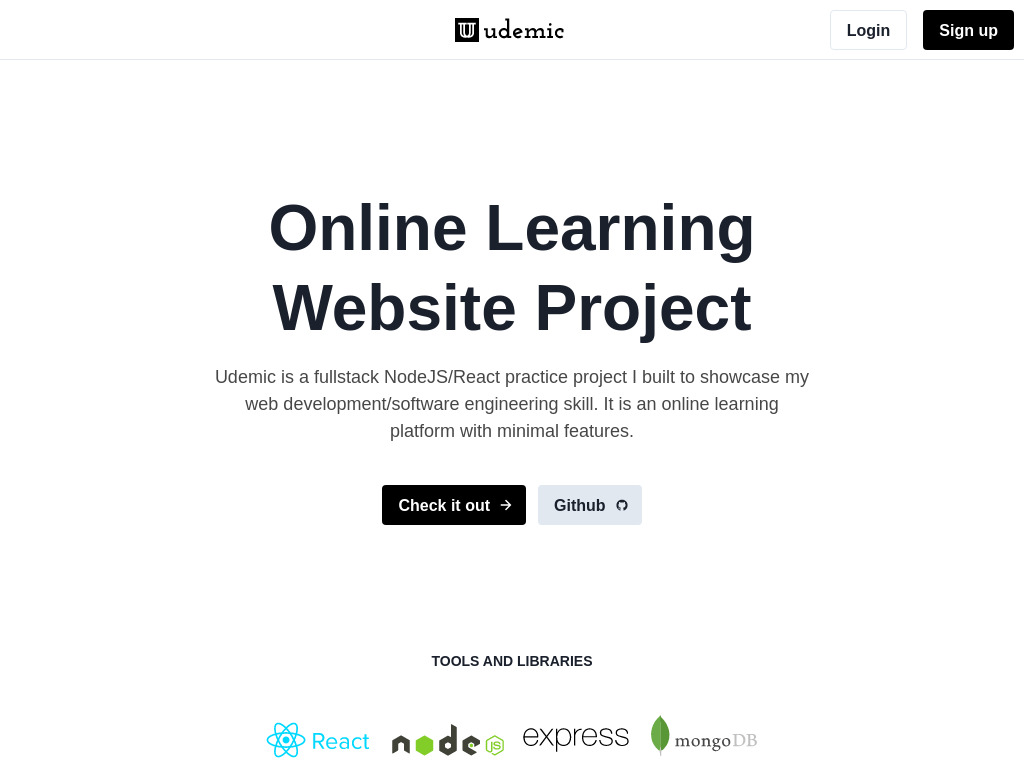 udemic
Login
Sign up
Online Learning
Website Project
Udemic is a fullstack NodeJS/React practice project I built to showcase my
web development/software engineering skill. It is an online learning
platform with minimal features.
Check it out
Github
TOOLS AND LIBRARIES
React
node
JS
express
mongoDB